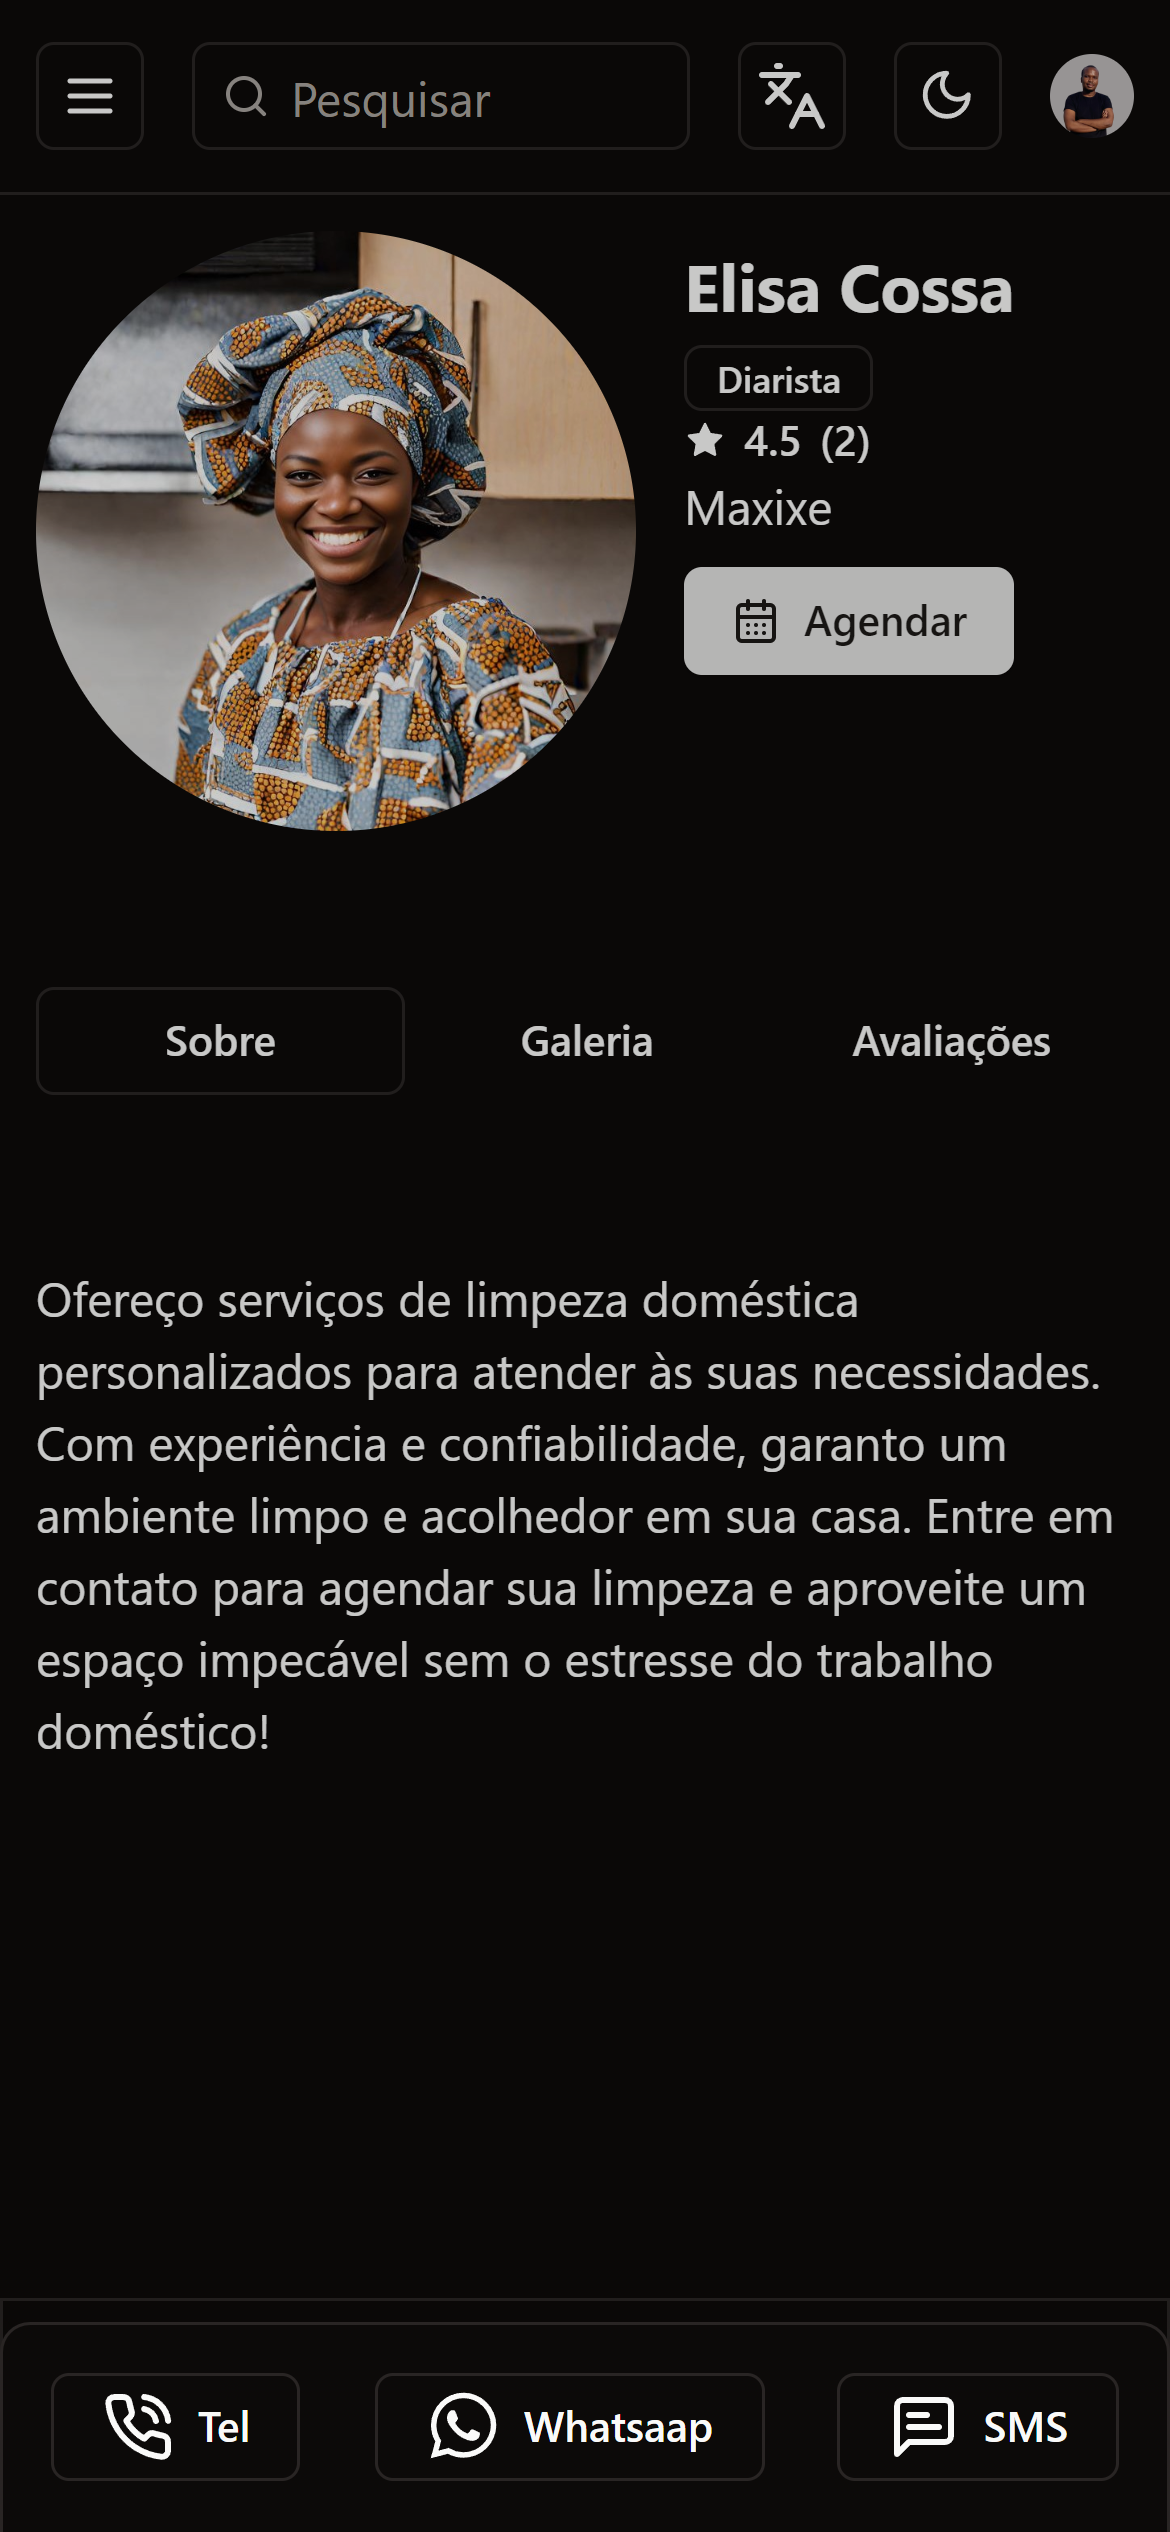 Pesquisar
Elisa Cossa
Diarista
4.5 (2)
Maxixe
Agendar
Sobre
Galeria
Avaliações
Ofereço serviços de limpeza doméstica
personalizados para atender às suas necessidades.
Com experiência e confiabilidade, garanto um
ambiente limpo e acolhedor em sua casa. Entre em
contato para agendar sua limpeza e aproveite um
espaço impecável sem o estresse do trabalho
doméstico!
Tel
Whatsaap
SMS